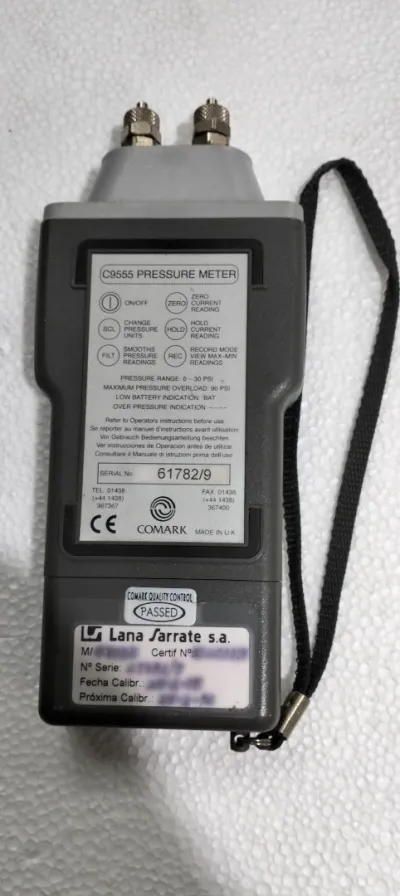 C9555 PRESSURE METER
ON/OFF
ZERO ZERO CURRENT READING
SCL CHANGE PRESSURE UNITS
HOLD HOLD CURRENT READING
FILT SMOOTHS PRESSURE READINGS
REC RECORD MODE VIEW MAX–MIN READINGS
PRESSURE RANGE: 0 – 30 PSI
MAXIMUM PRESSURE OVERLOAD: 90 PSI
LOW BATTERY INDICATION :BAT
OVER PRESSURE INDICATION -------
Refer to Operators instructions before use
Se reporter au manuel d'instructions avant utilisation
Vor Gebrauch Bedienungsanleitung beachten
Ver instrucciones de Operacion antes de utilizar
Consultare il Manuale di istruzioni prima dell'uso
SERIAL No 61782/9
TEL. 01438
(+44 1438)
367367
FAX 01438
(+44 1438)
367400
CE
COMARK
MADE IN U.K
COMARK QUALITY CONTROL
PASSED
Lana Sarrate s.a.
M/ Certif Nº
Nº Serie:
Fecha Calibr.:
Próxima Calibr.: